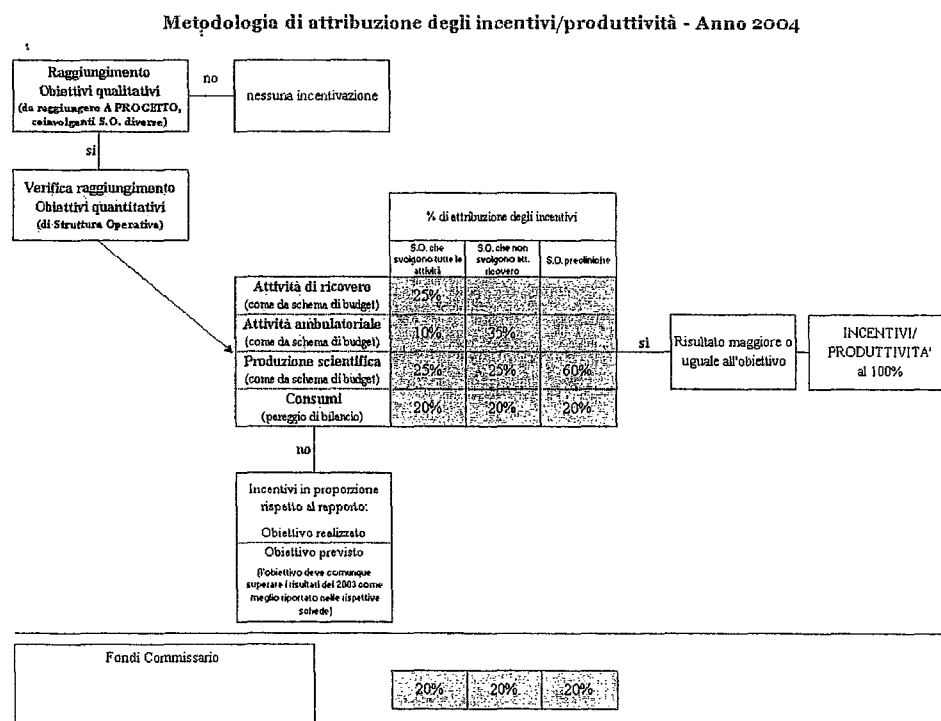 Metodologia di attribuzione degli incentivi/produttività - Anno 2004
Raggiungimento
Obiettivi qualitativi
(da raggiungere A PROGETTO,
coinvolganti S.O. diverse)
no
nessuna incentivazione
si
Verifica raggiungimento
Obiettivi quantitativi
(di Struttura Operativa)
% di attribuzione degli incentivi
S.O. che
svolgono tutte le
attività
S.O. che non
svolgono att.
ricovero
S.O. precliniche
Attività di ricovero
(come da schema di budget)
25%
Attività ambulatoriale
(come da schema di budget)
10% 35%
Produzione scientifica
(come da schema di budget)
25% 25% 60%
Consumi
(pareggio di bilancio)
20% 20% 20%
sì
Risultato maggiore o
uguale all'obiettivo
INCENTIVI/
PRODUTTIVITA'
al 100%
no
Incentivi in proporzione
rispetto al rapporto:
Obiettivo realizzato
Obiettivo previsto
(l'obiettivo deve comunque
superare i risultati del 2003 come
meglio riportato nelle rispettive
schede)
Fondi Commissario
20% 20% 20%